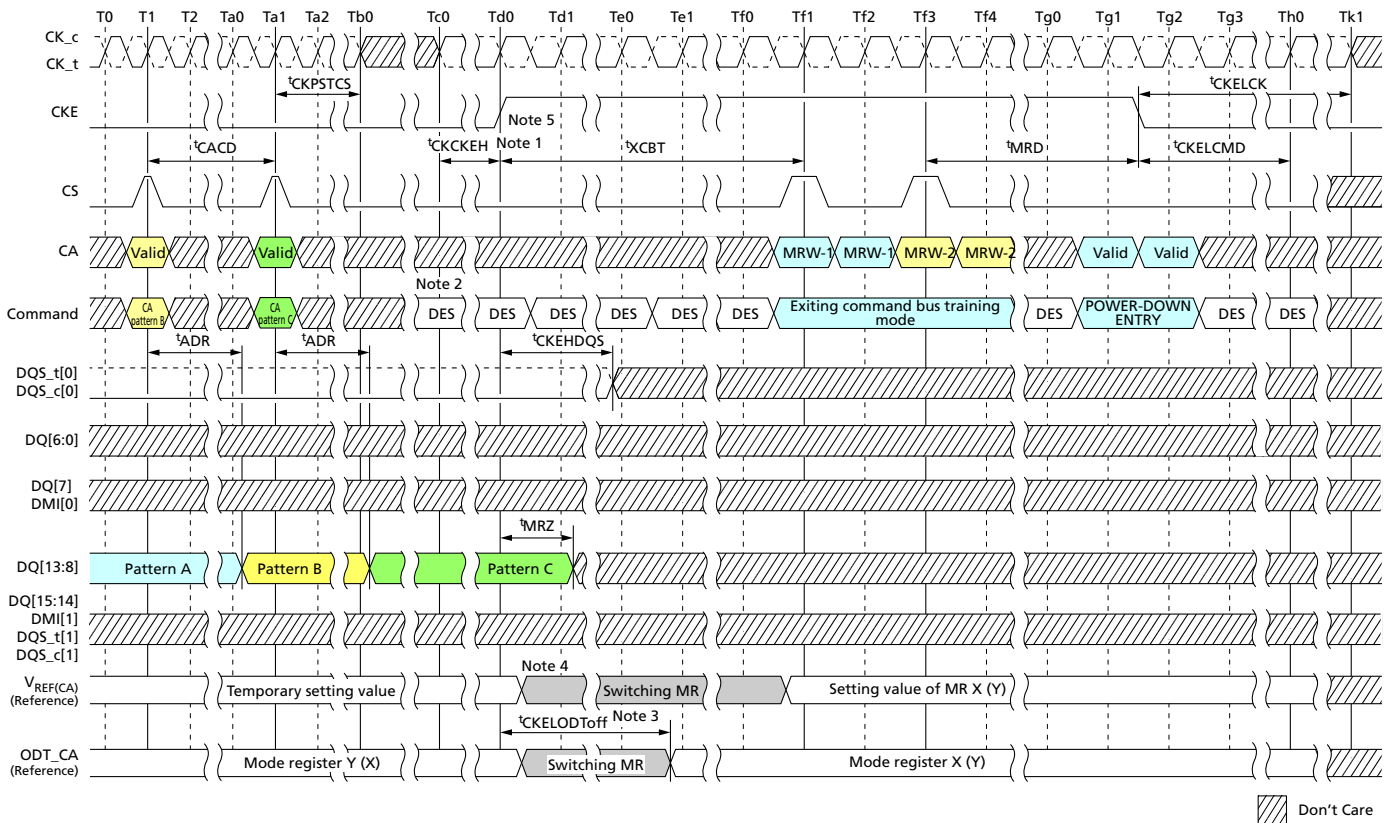 T0 T1 T2 Ta0 Ta1 Ta2 Tb0 Tc0 Td0 Td1 Te0 Te1 Tf0 Tf1 Tf2 Tf3 Tf4 Tg0 Tg1 Tg2 Tg3 Th0 Tk1
CK_c
CK_t
tCKPSTCS tCKELCK
CKE
Note 5
tCACD tCKCKEH Note 1 tXCBT tMRD tCKELCMD
CS
CA Valid Valid MRW-1 MRW-1 MRW-2 MRW-2 Valid Valid
Note 2
Command CA pattern B CA pattern C DES DES DES DES DES Exiting command bus training mode DES POWER-DOWN ENTRY DES DES
tADR tADR tCKEHDQS
DQS_t[0]
DQS_c[0]
DQ[6:0]
DQ[7]
DMI[0]
tMRZ
DQ[13:8] Pattern A Pattern B Pattern C
DQ[15:14]
DMI[1]
DQS_t[1]
DQS_c[1]
Note 4
VREF(CA) Temporary setting value Switching MR Setting value of MR X (Y)
(Reference)
tCKELODToff Note 3
ODT_CA Mode register Y (X) Switching MR Mode register X (Y)
(Reference)
Don't Care